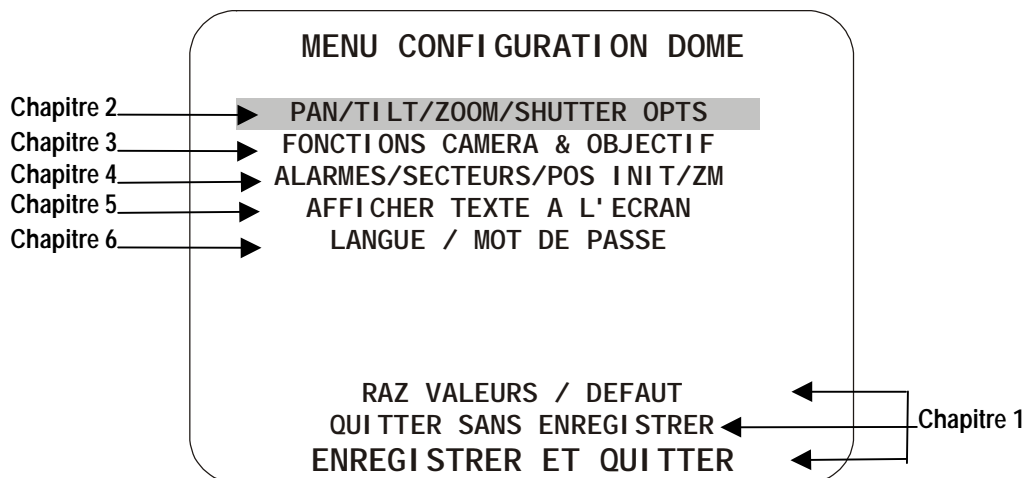 MENU CONFIGURATION DOME
Chapitre 2 PAN/TILT/ZOOM/SHUTTER OPTS
Chapitre 3 FONCTIONS CAMERA & OBJECTIF
Chapitre 4 ALARMES/SECTEURS/POS INIT/ZM
Chapitre 5 AFFICHER TEXTE A L'ECRAN
Chapitre 6 LANGUE / MOT DE PASSE
RAZ VALEURS / DEFAUT
QUITTER SANS ENREGISTRER Chapitre 1
ENREGISTRER ET QUITTER